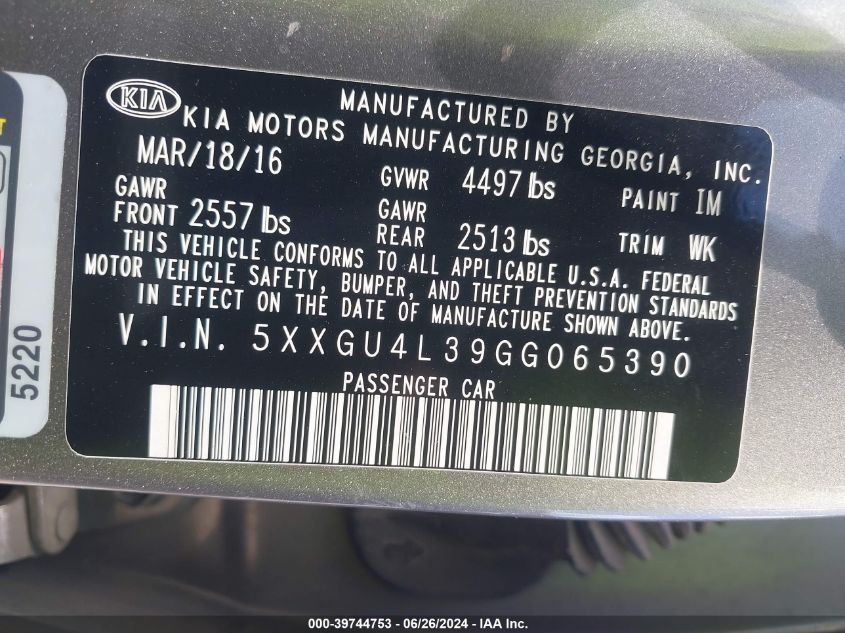 KIA
MANUFACTURED BY
KIA MOTORS MANUFACTURING GEORGIA, INC.
MAR/18/16 GVWR 4497 lbs PAINT IM
GAWR FRONT 2557 lbs GAWR REAR 2513 lbs TRIM WK
THIS VEHICLE CONFORMS TO ALL APPLICABLE U.S.A. FEDERAL
MOTOR VEHICLE SAFETY, BUMPER, AND THEFT PREVENTION STANDARDS
IN EFFECT ON THE DATE OF MANUFACTURE SHOWN ABOVE.
V.I.N. 5XXGU4L39GG065390
PASSENGER CAR
5220
000-39744753 - 06/26/2024 - IAA Inc.